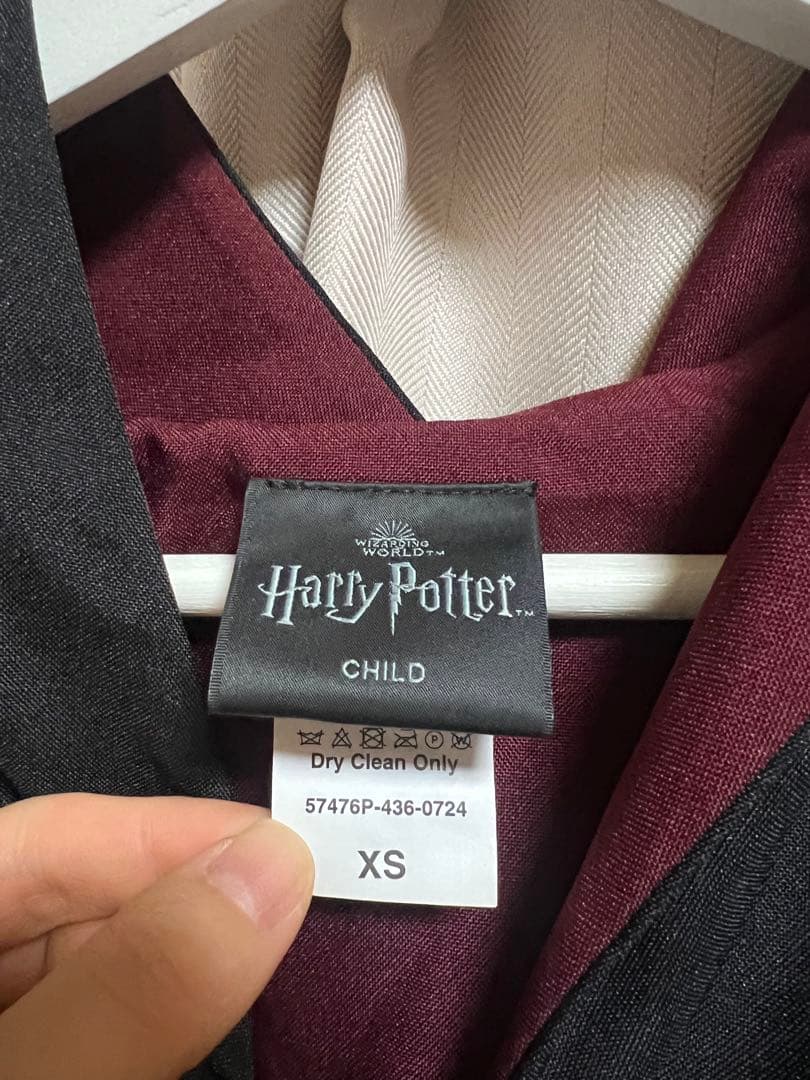 WIZARDING
WORLD™
Harry Potter™
CHILD
P W
Dry Clean Only
57476P-436-0724
XS